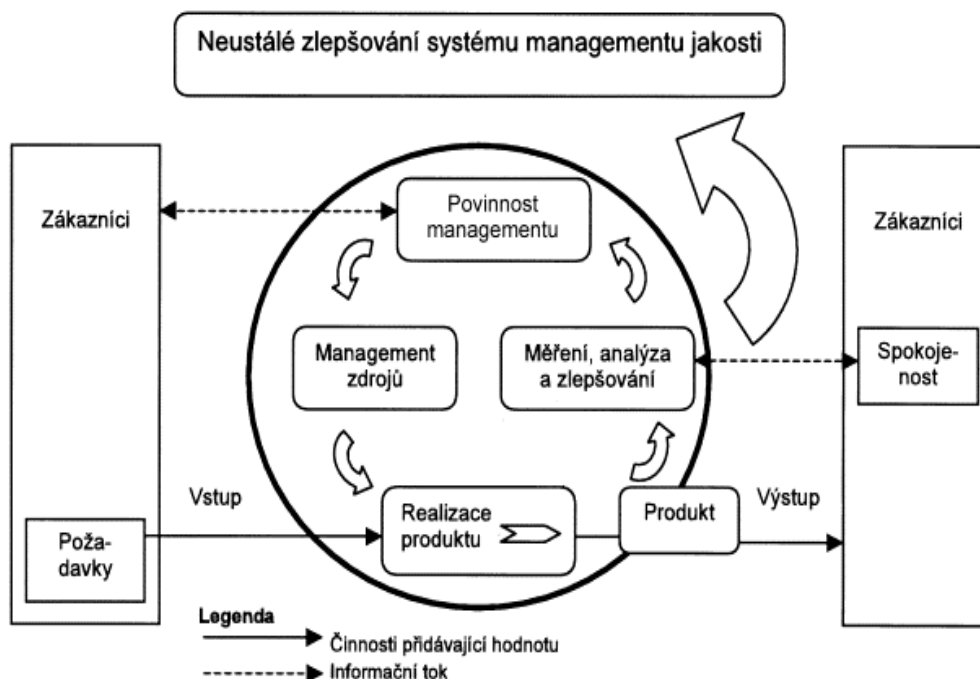 Neustálé zlepšování systému managementu jakosti
Zákazníci
Povinnost
managementu
Zákazníci
Management
zdrojů
Měření, analýza
a zlepšování
Spokoje-
nost
Vstup
Realizace
produktu
Produkt
Výstup
Poža-
davky
Legenda
Činnosti přidávající hodnotu
Informační tok